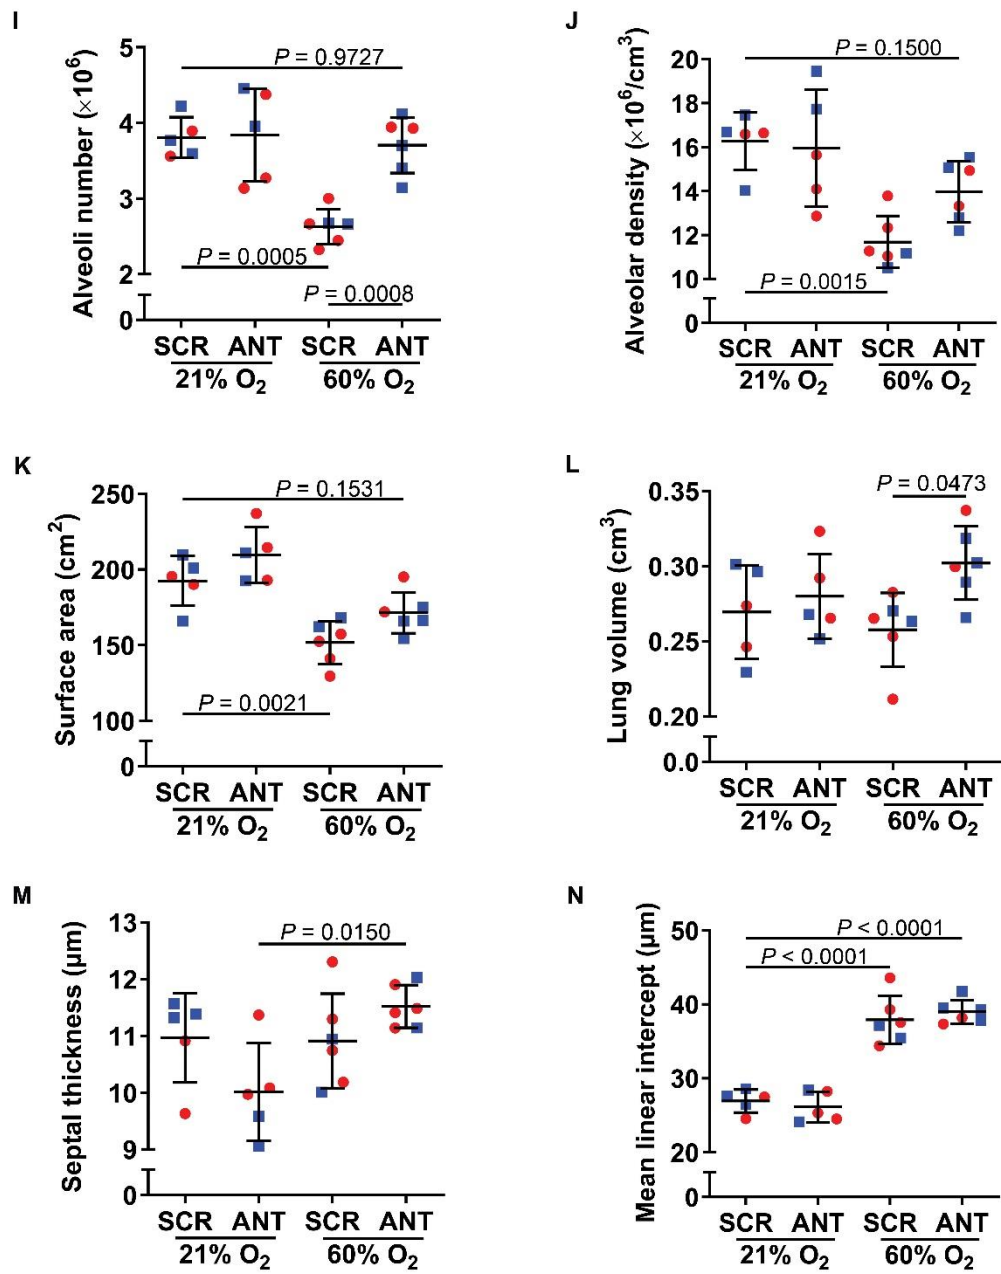 I
Alveoli number (×10⁶)
5
4
3
2
0
P = 0.9727
P = 0.0005
P = 0.0008
SCR ANT SCR ANT
21% O₂ 60% O₂
J
Alveolar density (×10⁶/cm³)
20
18
16
14
12
10
0
P = 0.1500
P = 0.0015
SCR ANT SCR ANT
21% O₂ 60% O₂
K
Surface area (cm²)
250
200
150
100
0
P = 0.1531
P = 0.0021
SCR ANT SCR ANT
21% O₂ 60% O₂
L
Lung volume (cm³)
0.35
0.30
0.25
0.20
0.0
P = 0.0473
SCR ANT SCR ANT
21% O₂ 60% O₂
M
Septal thickness (µm)
13
12
11
10
9
0
P = 0.0150
SCR ANT SCR ANT
21% O₂ 60% O₂
N
Mean linear intercept (µm)
50
40
30
20
0
P < 0.0001
P < 0.0001
SCR ANT SCR ANT
21% O₂ 60% O₂